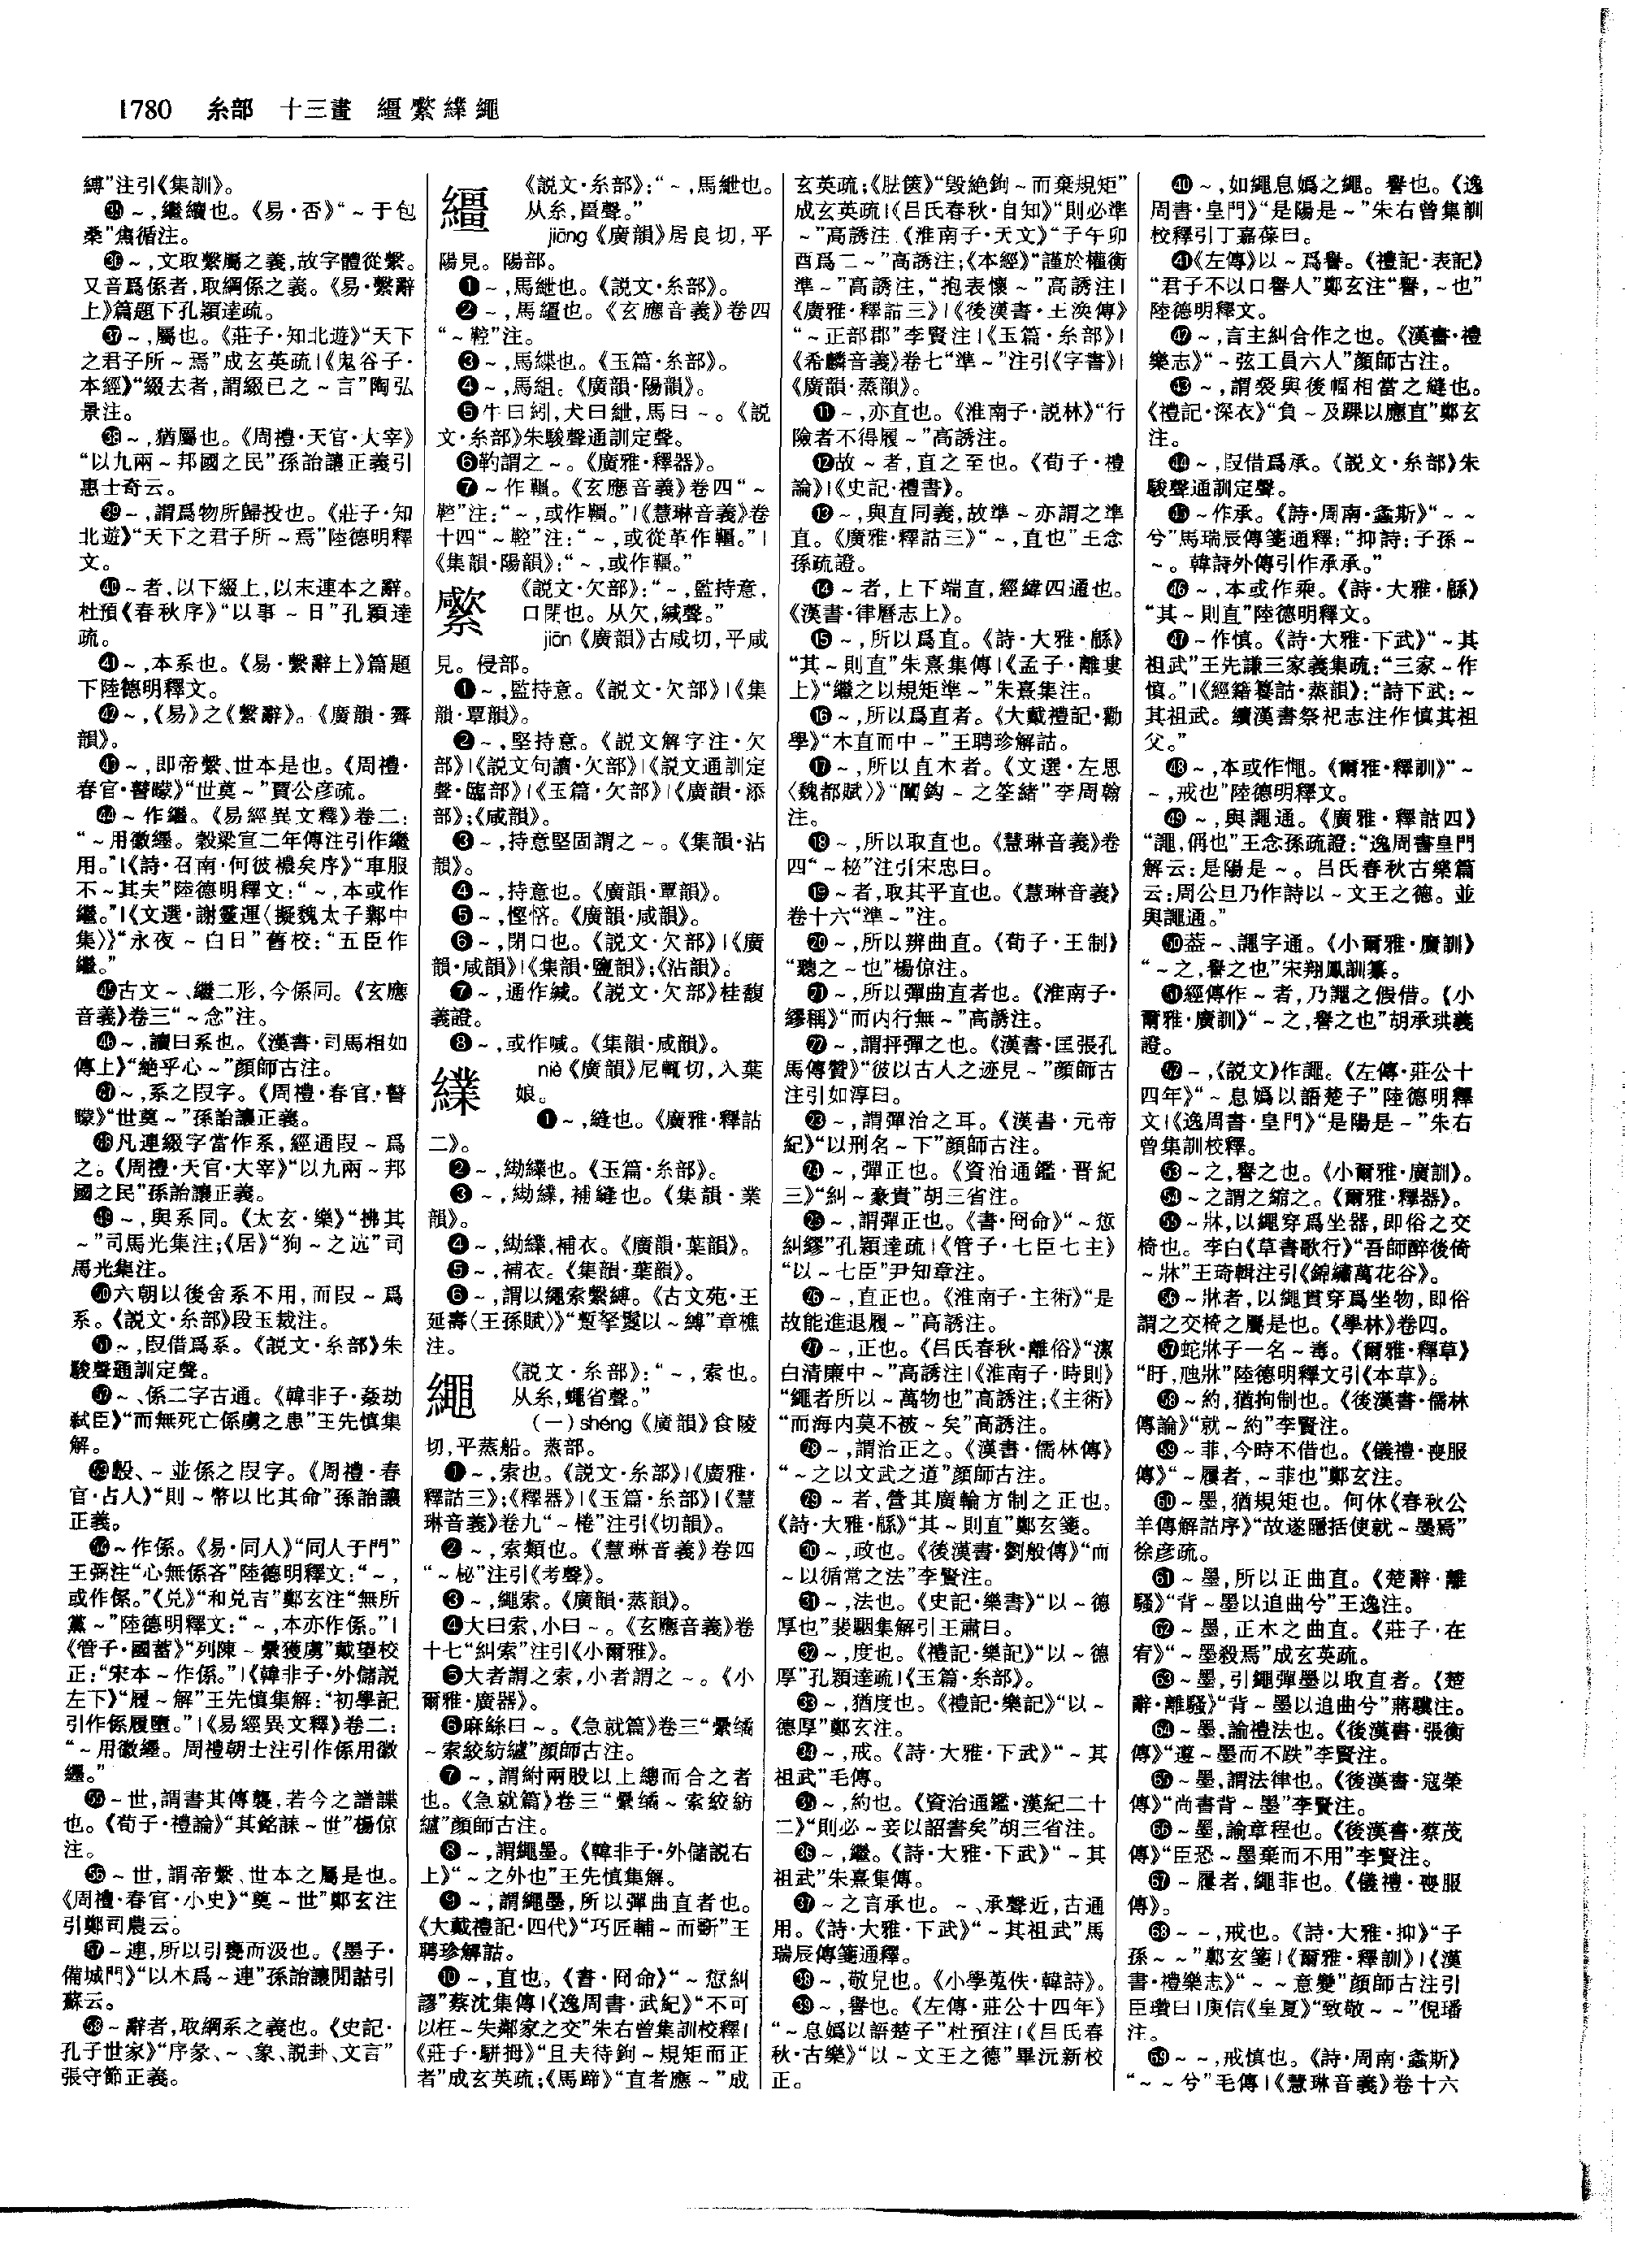 1780 糸部 十三畫 繮繁緤繩
縛”注引《集訓》。
㉟～,繼續也。《易·否》“～于包
桑”焦循注。
㊱～,文取繫屬之義,故字體從繫。
又音爲係者,取綱係之義。《易·繫辭
上》篇題下孔穎達疏。
㊲～,屬也。《莊子·知北遊》“天下
之君子所～焉”成玄英疏|《鬼谷子·
本經》“綴去者,謂綴已之～言”陶弘
景注。
㊳～,猶屬也。《周禮·天官·大宰》
“以九兩～邦國之民”孫詒讓正義引
惠士奇云。
㊴～,謂爲物所歸投也。《莊子·知
北遊》“天下之君子所～焉”陸德明釋
文。
㊵～者,以下綴上,以末連本之辭。
杜預《春秋序》“以事～日”孔穎達
疏。
㊶～,本系也。《易·繫辭上》篇題
下陸德明釋文。
㊷～,《易》之《繫辭》。《廣韻·霽
韻》。
㊸～,即帝繫、世本是也。《周禮·
春官·瞽矇》“世奠～”賈公彦疏。
㊹～作繼。《易經異文釋》卷二:
“～用徽纆。穀梁宣二年傳注引作繼
用。”|《詩·召南·何彼襛矣序》“車服
不～其夫”陸德明釋文:“～,本或作
繼。”|《文選·謝靈運〈擬魏太子鄴中
集〉》“永夜～白日”舊校:“五臣作
繼。”
㊺古文～、繼二形,今係同。《玄應
音義》卷三“～念”注。
㊻～,讀曰系也。《漢書·司馬相如
傳上》“絶乎心～”顔師古注。
㊼～,系之叚字。《周禮·春官·瞽
矇》“世奠～”孫詒讓正義。
㊽凡連綴字當作系,經通叚～爲
之。《周禮·天官·大宰》“以九兩～邦
國之民”孫詒讓正義。
㊾～,與系同。《太玄·樂》“拂其
～”司馬光集注;《居》“狗～之迒”司
馬光集注。
㊿六朝以後舍系不用,而叚～爲
系。《説文·糸部》段玉裁注。
51～,叚借爲系。《説文·糸部》朱
駿聲通訓定聲。
52～、係二字古通。《韓非子·姦劫
弑臣》“而無死亡係虜之患”王先慎集
解。
53毄、～並係之叚字。《周禮·春
官·占人》“則～幣以比其命”孫詒讓
正義。
54～作係。《易·同人》“同人于門”
王弼注“心無係吝”陸德明釋文:“～,
或作係。”《兑》“和兑吉”鄭玄注“無所
黨～”陸德明釋文:“～,本亦作係。”|
《管子·國蓄》“列陳～纍獲虜”戴望校
正:“宋本～作係。”|《韓非子·外儲説
左下》“履～解”王先慎集解:“初學記
引作係履墮。”|《易經異文釋》卷二:
“～用徽纆。周禮朝士注引作係用徽
纆。”
55～世,謂書其傳襲,若今之譜諜
也。《荀子·禮論》“其銘誄～世”楊倞
注。
56～世,謂帝繫、世本之屬是也。
《周禮·春官·小史》“奠～世”鄭玄注
引鄭司農云。
57～連,所以引甕而汲也。《墨子·
備城門》“以木爲～連”孫詒讓閒詁引
蘇云。
58～辭者,取綱系之義也。《史記·
孔子世家》“序彖、～、象、説卦、文言”
張守節正義。
繮
《説文·糸部》:“～,馬紲也。
从糸,畺聲。”
jiāng《廣韻》居良切,平
陽見。陽部。
❶～,馬紲也。《説文·糸部》。
❷～,馬繮也。《玄應音義》卷四
“～鞚”注。
❸～,馬緤也。《玉篇·糸部》。
❹～,馬組。《廣韻·陽韻》。
❺牛曰紖,犬曰紲,馬曰～。《説
文·糸部》朱駿聲通訓定聲。
❻靮謂之～。《廣雅·釋器》。
❼～作韁。《玄應音義》卷四“～
鞚”注:“～,或作韁。”|《慧琳音義》卷
十四“～鞚”注:“～,或從革作韁。”|
《集韻·陽韻》:“～,或作韁。”
《説文·欠部》:“～,監持意,
口閉也。从欠,緘聲。”
jiān《廣韻》古咸切,平咸
見。侵部。
❶～,監持意。《説文·欠部》|《集
韻·覃韻》。
❷～,堅持意。《説文解字注·欠
部》|《説文句讀·欠部》|《説文通訓定
聲·臨部》|《玉篇·欠部》|《廣韻·添
部》;《咸韻》。
❸～,持意堅固謂之～。《集韻·沾
韻》。
❹～,持意也。《廣韻·覃韻》。
❺～,慳悋。《廣韻·咸韻》。
❻～,閉口也。《説文·欠部》|《廣
韻·咸韻》|《集韻·鹽韻》;《沾韻》。
❼～,通作緘。《説文·欠部》桂馥
義證。
❽～,或作喊。《集韻·咸韻》。
緤
niè《廣韻》尼輒切,入葉
娘。
❶～,縫也。《廣雅·釋詁
二》。
❷～,緰緤也。《玉篇·糸部》。
❸～,緰緤,補縫也。《集韻·業
韻》。
❹～,緰緤,補衣。《廣韻·葉韻》。
❺～,補衣。《集韻·葉韻》。
❻～,謂以繩索繫縛。《古文苑·王
延壽〈王孫賦〉》“踅孥鼗以～縛”章樵
注。
繩
《説文·糸部》:“～,索也。
从糸,蠅省聲。”
(一)shéng《廣韻》食陵
切,平蒸船。蒸部。
❶～,索也。《説文·糸部》|《廣雅·
釋詁三》;《釋器》|《玉篇·糸部》|《慧
琳音義》卷九“～棬”注引《切韻》。
❷～,索類也。《慧琳音義》卷四
“～柲”注引《考聲》。
❸～,繩索。《廣韻·蒸韻》。
❹大曰索,小曰～。《玄應音義》卷
十七“糾索”注引《小爾雅》。
❺大者謂之索,小者謂之～。《小
爾雅·廣器》。
❻麻絲曰～。《急就篇》卷三“纍繘
～索絞紡纑”顔師古注。
❼～,謂紨兩股以上總而合之者
也。《急就篇》卷三“纍繘～索絞紡
纑”顔師古注。
❽～,謂繩墨。《韓非子·外儲説右
上》“～之外也”王先慎集解。
❾～,謂繩墨,所以彈曲直者也。
《大戴禮記·四代》“巧匠輔～而斲”王
聘珍解詁。
❿～,直也。《書·冏命》“～愆糾
謬”蔡沈集傳|《逸周書·武紀》“不可
以枉～失鄰家之交”朱右曾集訓校釋|
《莊子·駢拇》“且夫待鉤～規矩而正
者”成玄英疏;《馬蹄》“直者應～”成
玄英疏;《胠篋》“毁絶鉤～而棄規矩”
成玄英疏|《吕氏春秋·自知》“則必準
～”高誘注|《淮南子·天文》“子午卯
酉爲二～”高誘注;《本經》“謹於權衡
準～”高誘注,“抱表懷～”高誘注|
《廣雅·釋詁三》|《後漢書·王涣傳》
“～正部郡”李賢注|《玉篇·糸部》|
《希麟音義》卷七“準～”注引《字書》|
《廣韻·蒸韻》。
⓫～,亦直也。《淮南子·説林》“行
險者不得履～”高誘注。
⓬故～者,直之至也。《荀子·禮
論》|《史記·禮書》。
⓭～,與直同義,故準～亦謂之準
直。《廣雅·釋詁三》“～,直也”王念
孫疏證。
⓮～者,上下端直,經緯四通也。
《漢書·律曆志上》。
⓯～,所以爲直。《詩·大雅·緜》
“其～則直”朱熹集傳|《孟子·離婁
上》“繼之以規矩準～”朱熹集注。
⓰～,所以爲直者。《大戴禮記·勸
學》“木直而中～”王聘珍解詁。
⓱～,所以直木者。《文選·左思
〈魏都賦〉》“闡鉤～之筌緒”李周翰
注。
⓲～,所以取直也。《慧琳音義》卷
四“～柲”注引宋忠曰。
⓳～者,取其平直也。《慧琳音義》
卷十六“準～”注。
⓴～,所以辨曲直。《荀子·王制》
“聽之～也”楊倞注。
㉑～,所以彈曲直者也。《淮南子·
繆稱》“而内行無～”高誘注。
㉒～,謂抨彈之也。《漢書·匡張孔
馬傳贊》“彼以古人之迹見～”顔師古
注引如淳曰。
㉓～,謂彈治之耳。《漢書·元帝
紀》“以刑名～下”顔師古注。
㉔～,彈正也。《資治通鑑·晋紀
三》“糾～豪貴”胡三省注。
㉕～,謂彈正也。《書·冏命》“～愆
糾繆”孔穎達疏|《管子·七臣七主》
“以～七臣”尹知章注。
㉖～,直正也。《淮南子·主術》“是
故能進退履～”高誘注。
㉗～,正也。《吕氏春秋·離俗》“潔
白清廉中～”高誘注|《淮南子·時則》
“繩者所以～萬物也”高誘注;《主術》
“而海内莫不被～矣”高誘注。
㉘～,謂治正之。《漢書·儒林傳》
“～之以文武之道”顔師古注。
㉙～者,營其廣輪方制之正也。
《詩·大雅·緜》“其～則直”鄭玄箋。
㉚～,政也。《後漢書·劉般傳》“而
～以循常之法”李賢注。
㉛～,法也。《史記·樂書》“以～德
厚也”裴駰集解引王肅曰。
㉜～,度也。《禮記·樂記》“以～德
厚”孔穎達疏|《玉篇·糸部》。
㉝～,猶度也。《禮記·樂記》“以～
德厚”鄭玄注。
㉞～,戒。《詩·大雅·下武》“～其
祖武”毛傳。
㉟～,約也。《資治通鑑·漢紀二十
二》“則必～妾以詔書矣”胡三省注。
㊱～,繼。《詩·大雅·下武》“～其
祖武”朱熹集傳。
㊲～之言承也。～、承聲近,古通
用。《詩·大雅·下武》“～其祖武”馬
瑞辰傳箋通釋。
㊳～,敬皃也。《小學蒐佚·韓詩》。
㊴～,譽也。《左傳·莊公十四年》
“～息嬀以語楚子”杜預注|《吕氏春
秋·古樂》“以～文王之德”畢沅新校
正。
㊵～,如繩息嬀之繩。譽也。《逸
周書·皇門》“是陽是～”朱右曾集訓
校釋引丁嘉葆曰。
㊶《左傳》以～爲譽。《禮記·表記》
“君子不以口譽人”鄭玄注“譽,～也”
陸德明釋文。
㊷～,言主糾合作之也。《漢書·禮
樂志》“～弦工員六人”顔師古注。
㊸～,謂裻與後幅相當之縫也。
《禮記·深衣》“負～及踝以應直”鄭玄
注。
㊹～,叚借爲承。《説文·糸部》朱
駿聲通訓定聲。
㊺～作承。《詩·周南·螽斯》“～～
兮”馬瑞辰傳箋通釋:“抑詩:子孫～
～。韓詩外傳引作承承。”
㊻～,本或作乘。《詩·大雅·緜》
“其～則直”陸德明釋文。
㊼～作慎。《詩·大雅·下武》“～其
祖武”王先謙三家義集疏:“三家～作
慎。”|《經籍籑詁·蒸韻》:“詩下武:～
其祖武。續漢書祭祀志注作慎其祖
父。”
㊽～,本或作憴。《爾雅·釋訓》“～
～,戒也”陸德明釋文。
㊾～,與譝通。《廣雅·釋詁四》
“譝,偁也”王念孫疏證:“逸周書皇門
解云:是陽是～。吕氏春秋古樂篇
云:周公旦乃作詩以～文王之德。並
與譝通。”
㊿蓋～、譝字通。《小爾雅·廣訓》
“～之,譽之也”宋翔鳳訓纂。
51經傳作～者,乃譝之假借。《小
爾雅·廣訓》“～之,譽之也”胡承珙義
證。
52～,《説文》作譝。《左傳·莊公十
四年》“～息嬀以語楚子”陸德明釋
文|《逸周書·皇門》“是陽是～”朱右
曾集訓校釋。
53～之,譽之也。《小爾雅·廣訓》。
54～之謂之縮之。《爾雅·釋器》。
55～牀,以繩穿爲坐器,即俗之交
椅也。李白《草書歌行》“吾師醉後倚
～牀”王琦輯注引《錦繡萬花谷》。
56～牀者,以繩貫穿爲坐物,即俗
謂之交椅之屬是也。《學林》卷四。
57蛇牀子一名～毒。《爾雅·釋草》
“盱,虺牀”陸德明釋文引《本草》。
58～約,猶拘制也。《後漢書·儒林
傳論》“就～約”李賢注。
59～菲,今時不借也。《儀禮·喪服
傳》“～屨者,～菲也”鄭玄注。
60～墨,猶規矩也。何休《春秋公
羊傳解詁序》“故遂隱括使就～墨焉”
徐彦疏。
61～墨,所以正曲直。《楚辭·離
騷》“背～墨以追曲兮”王逸注。
62～墨,正木之曲直。《莊子·在
宥》“～墨殺焉”成玄英疏。
63～墨,引繩彈墨以取直者。《楚
辭·離騷》“背～墨以追曲兮”蔣驥注。
64～墨,諭禮法也。《後漢書·張衡
傳》“遵～墨而不跌”李賢注。
65～墨,謂法律也。《後漢書·寇榮
傳》“尚書背～墨”李賢注。
66～墨,諭章程也。《後漢書·蔡茂
傳》“臣恐～墨棄而不用”李賢注。
67～屨者,繩菲也。《儀禮·喪服
傳》。
68～～,戒也。《詩·大雅·抑》“子
孫～～”鄭玄箋|《爾雅·釋訓》|《漢
書·禮樂志》“～～意變”顔師古注引
臣瓚曰|庾信《皇夏》“致敬～～”倪璠
注。
69～～,戒慎也。《詩·周南·螽斯》
“～～兮”毛傳|《慧琳音義》卷十六